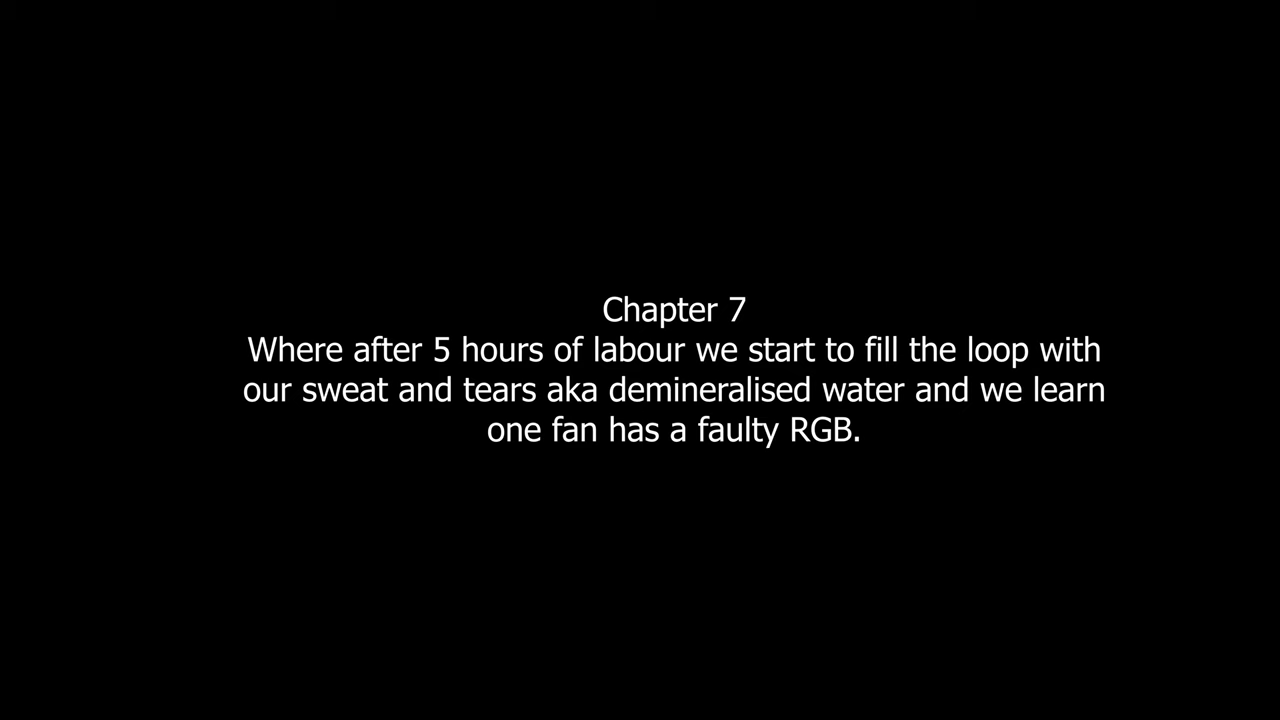 Chapter 7
Where after 5 hours of labour we start to fill the loop with
our sweat and tears aka demineralised water and we learn
one fan has a faulty RGB.